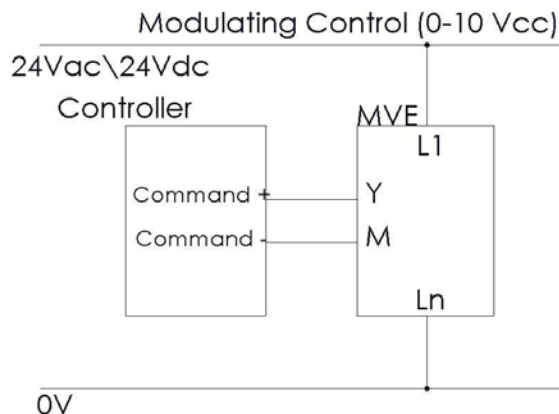 Modulating Control (0-10 Vcc)
24Vac\24Vdc
Controller
MVE
L1
Command +
Y
Command -
M
Ln
0V